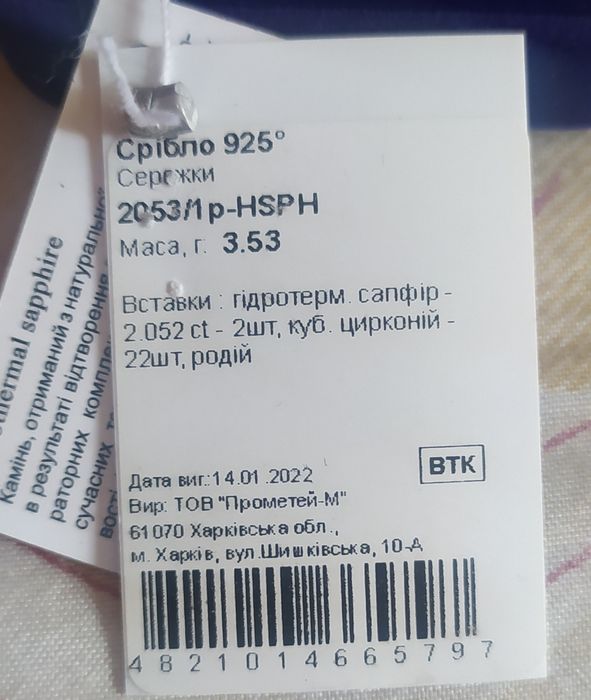 Срібло 925°
Сережки
2053/1р-HSPH
Маса, г: 3.53
Вставки : гідротерм. сапфір -
2.052 ct - 2шт, куб. цирконій -
22шт, родій
Дата виг.:14.01.2022
ВТК
Вир: ТОВ "Прометей-М"
61070 Харківська обл.,
м. Харків, вул.Шишківська, 10-Д
4821014665797
sapphire
Камінь, отриманий з натурально
в результаті відтворення
раторних комплек
сучасних